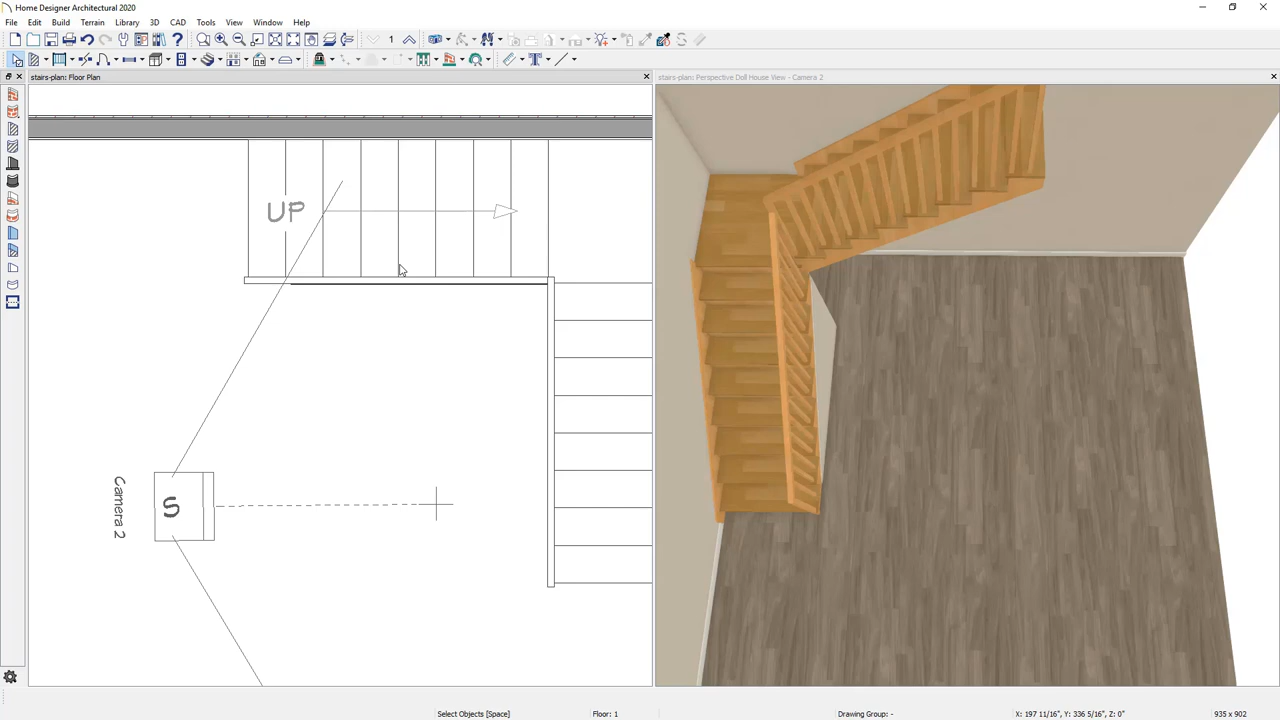 Home Designer Architectural 2020
File Edit Build Terrain Library 3D CAD Tools View Window Help
1
stairs-plan: Floor Plan
stairs-plan: Perspective Doll House View - Camera 2
UP
Camera 2
S
Select Objects [Space]
Floor: 1
Drawing Group: -
X: 197 11/16", Y: 336 5/16", Z: 0"
935 x 902